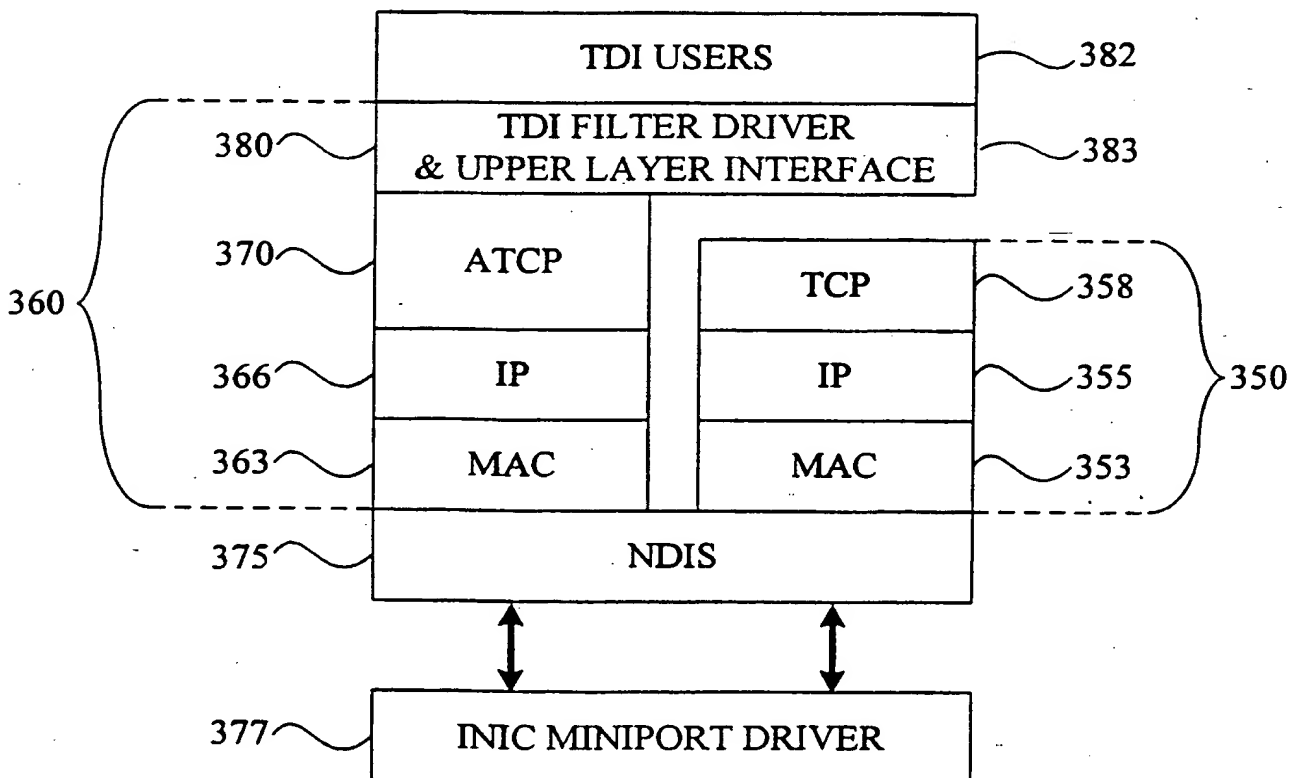 TDI USERS
382
380
TDI FILTER DRIVER
& UPPER LAYER INTERFACE
383
360
370
ATCP
TCP
358
366
IP
IP
355
350
363
MAC
MAC
353
375
NDIS
377
INIC MINIPORT DRIVER